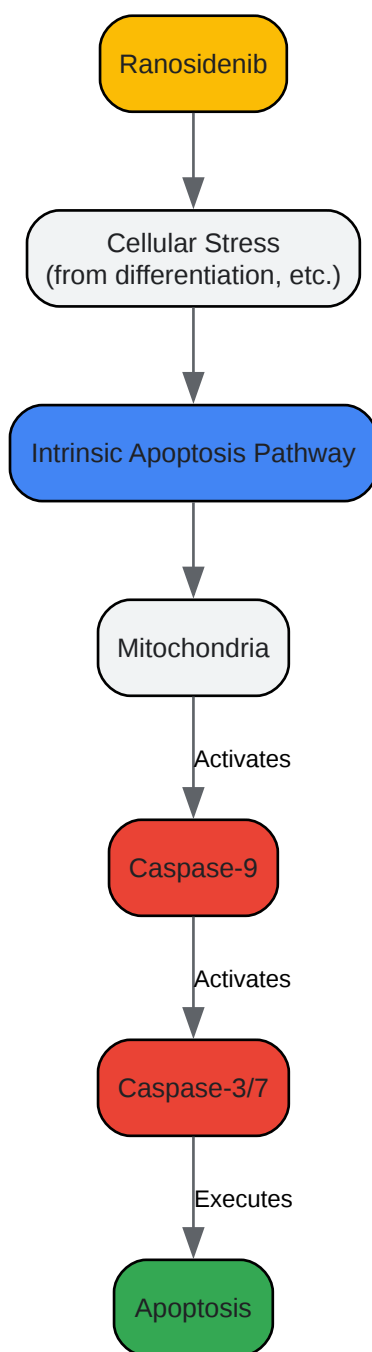 Ranosidenib
Cellular Stress
(from differentiation, etc.)
Intrinsic Apoptosis Pathway
Mitochondria
Activates
Caspase-9
Activates
Caspase-3/7
Executes
Apoptosis